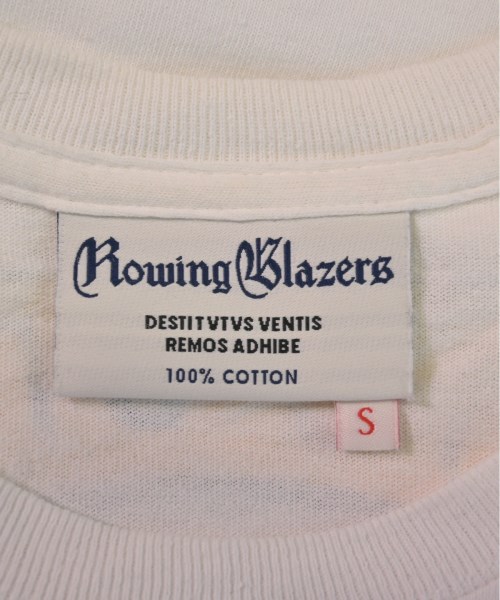 Rowing Blazers
DESTITVTVS VENTIS
REMOS ADHIBE
100% COTTON
S